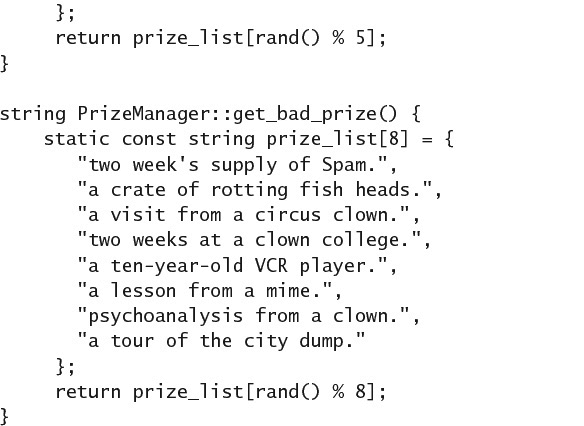 };
return prize_list[rand() % 5];
}
string PrizeManager::get_bad_prize() {
static const string prize_list[8] = {
"two week's supply of Spam.",
"a crate of rotting fish heads.",
"a visit from a circus clown.",
"two weeks at a clown college.",
"a ten-year-old VCR player.",
"a lesson from a mime.",
"psychoanalysis from a clown.",
"a tour of the city dump."
};
return prize_list[rand() % 8];
}